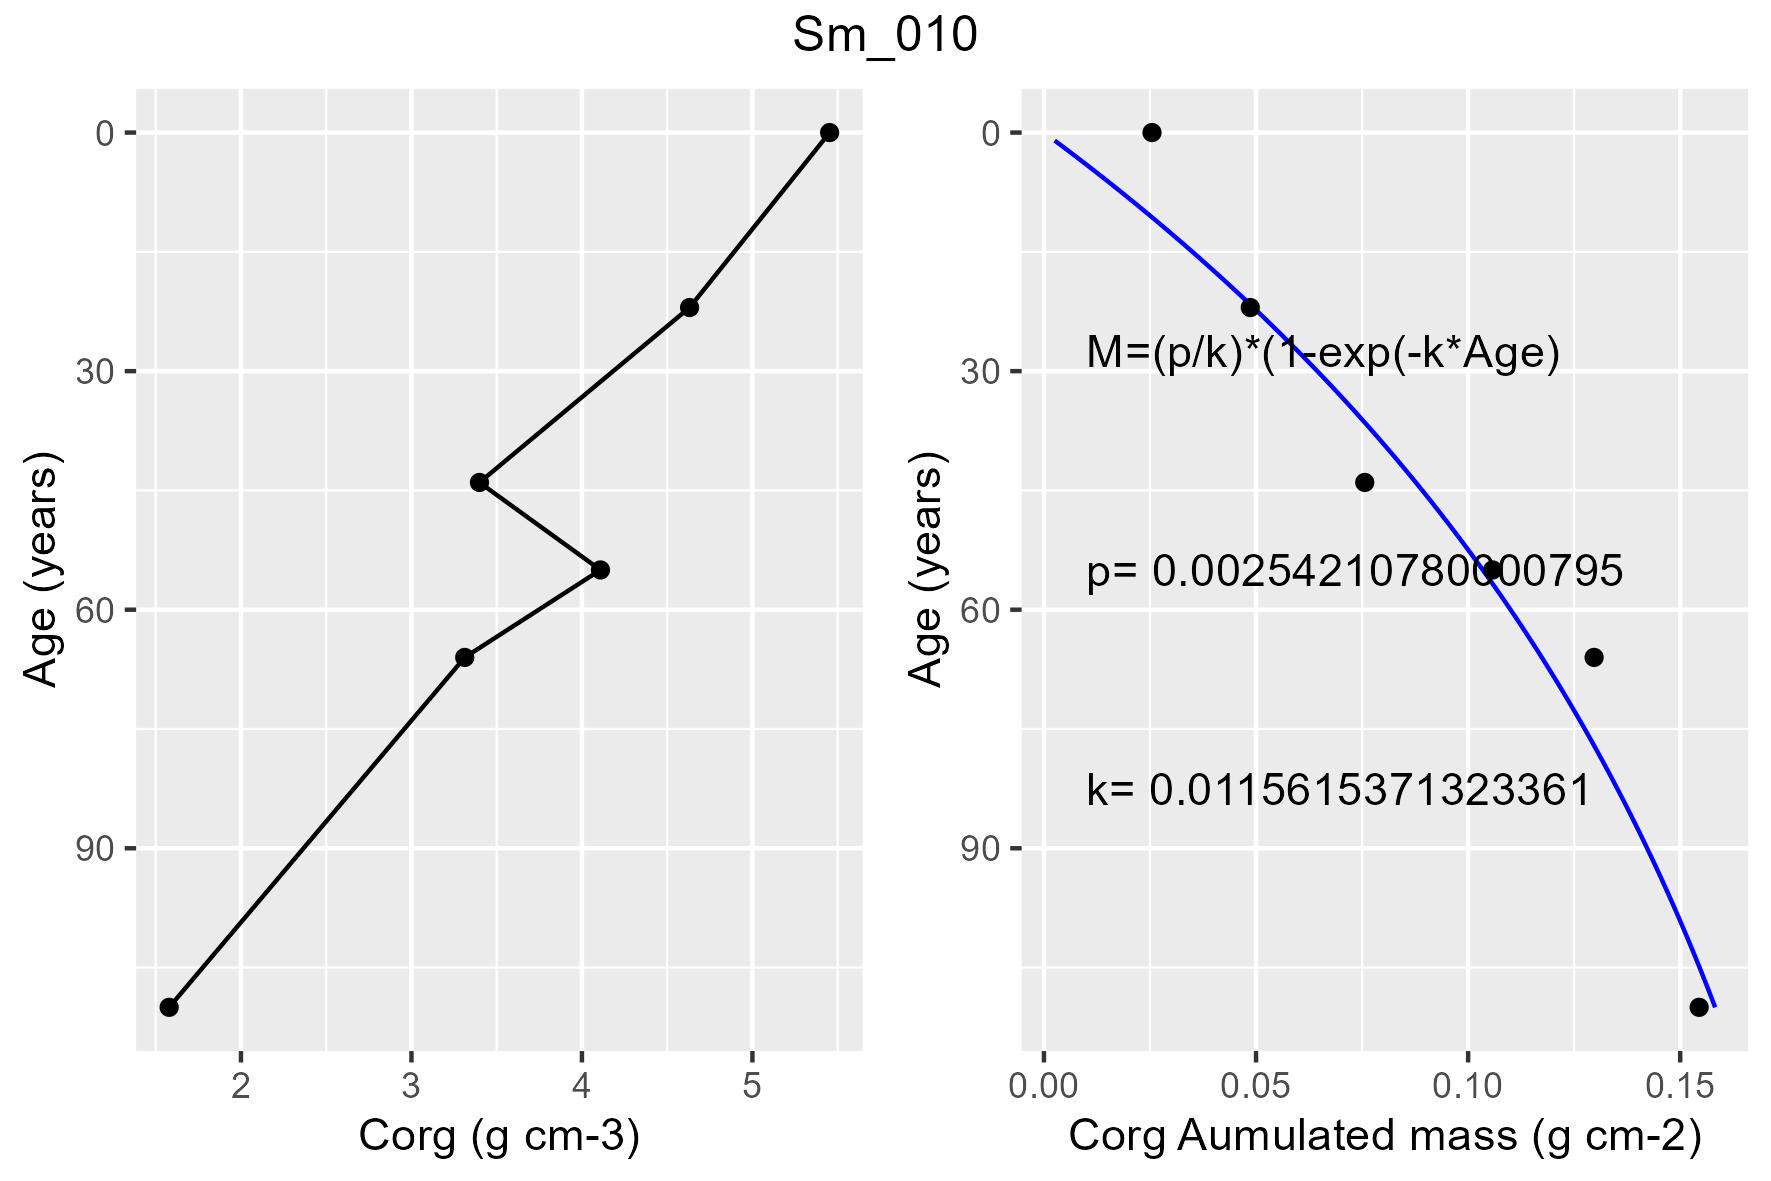 Sm_010
0
30
60
90
Age (years)
2 3 4 5
Corg (g cm-3)
0
30
60
90
Age (years)
M=(p/k)*(1-exp(-k*Age)
p= 0.00254210780000795
k= 0.0115615371323361
0.00 0.05 0.10 0.15
Corg Aumulated mass (g cm-2)